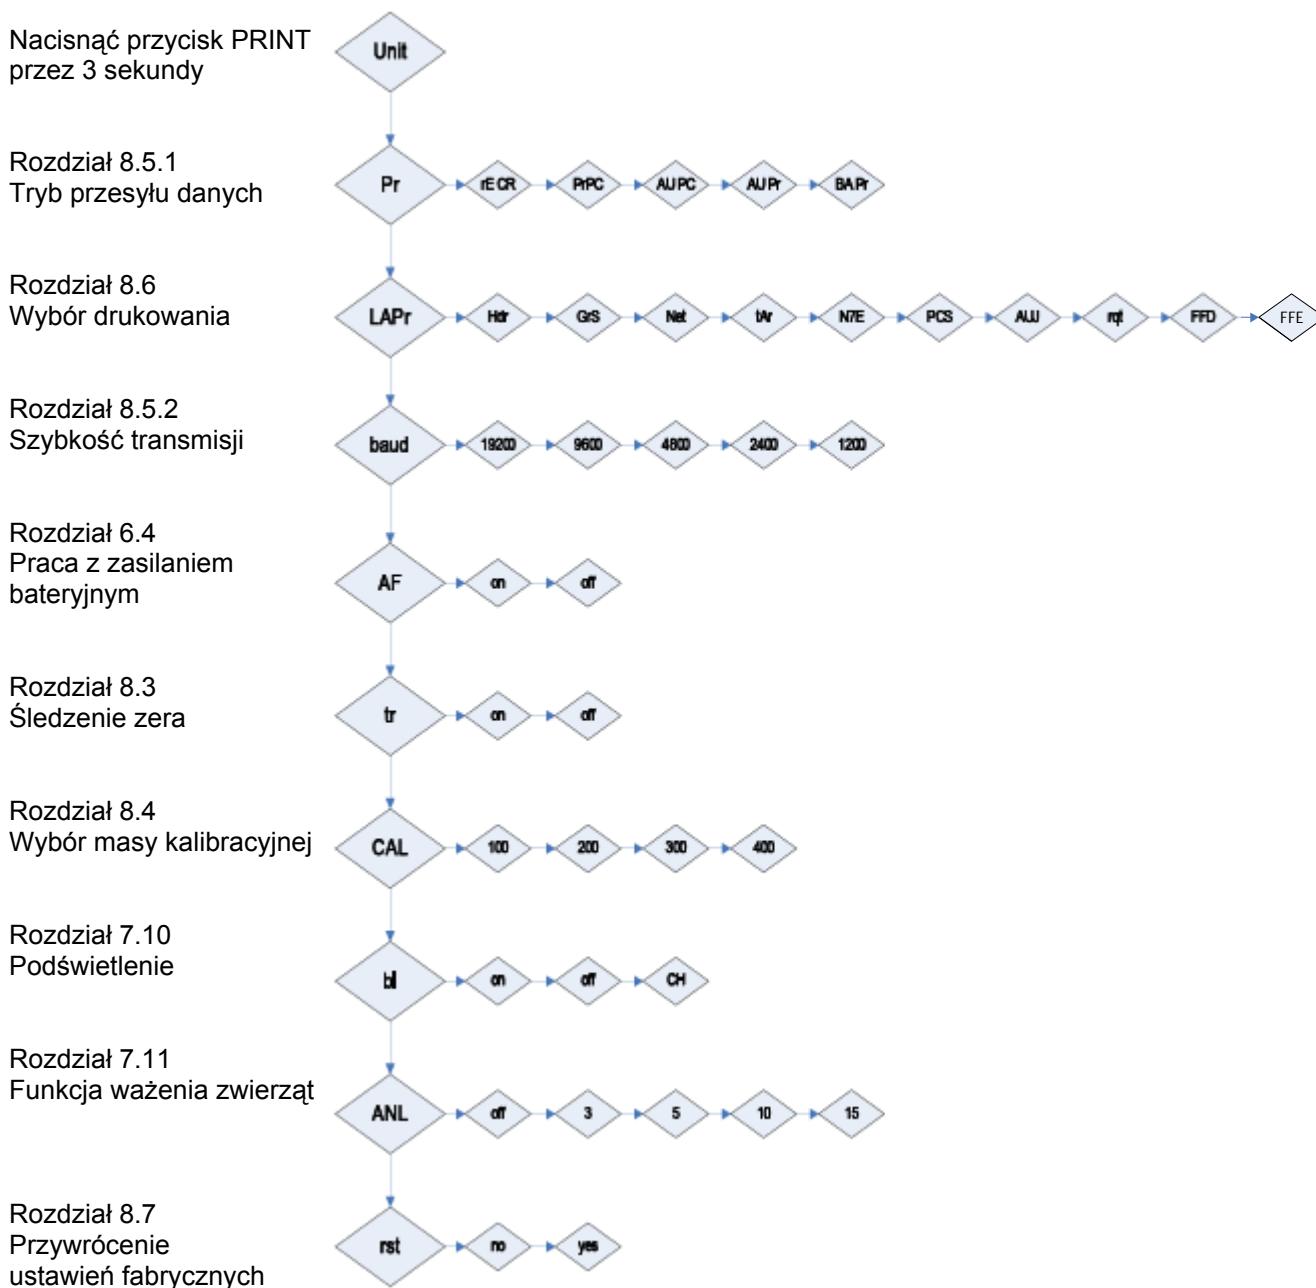 Nacisnąć przycisk PRINT
przez 3 sekundy
Unit
Rozdział 8.5.1
Tryb przesyłu danych
Pr
rE CR
PrPC
AU PC
AU Pr
BA Pr
Rozdział 8.6
Wybór drukowania
LAPr
Hdr
GrS
Net
tAr
N7E
PCS
AUJ
rqt
FFD
FFE
Rozdział 8.5.2
Szybkość transmisji
baud
19200
9600
4800
2400
1200
Rozdział 6.4
Praca z zasilaniem
bateryjnym
AF
on
off
Rozdział 8.3
Śledzenie zera
tr
on
off
Rozdział 8.4
Wybór masy kalibracyjnej
CAL
100
200
300
400
Rozdział 7.10
Podświetlenie
bl
on
off
CH
Rozdział 7.11
Funkcja ważenia zwierząt
ANL
off
3
5
10
15
Rozdział 8.7
Przywrócenie
ustawień fabrycznych
rst
no
yes